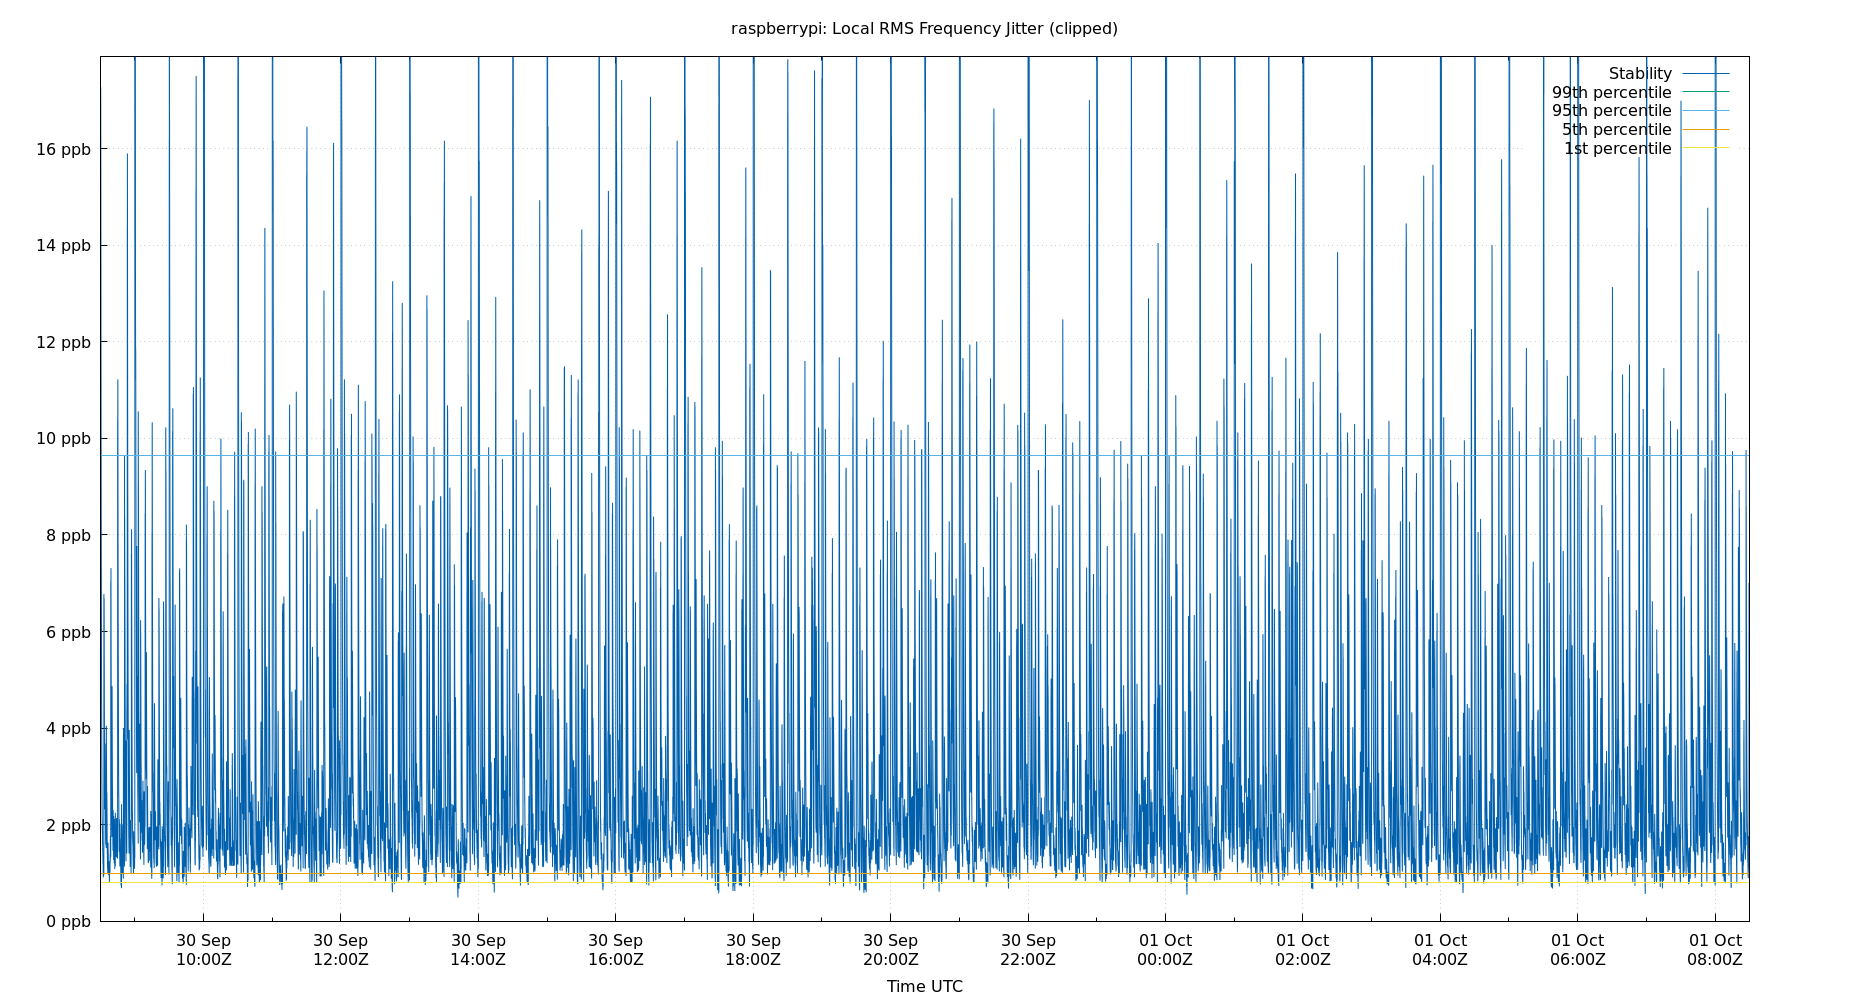 raspberrypi: Local RMS Frequency Jitter (clipped)
Stability
99th percentile
95th percentile
5th percentile
1st percentile
16 ppb
14 ppb
12 ppb
10 ppb
8 ppb
6 ppb
4 ppb
2 ppb
0 ppb
30 Sep 30 Sep 30 Sep 30 Sep 30 Sep 30 Sep 30 Sep 01 Oct 01 Oct 01 Oct 01 Oct 01 Oct
10:00Z 12:00Z 14:00Z 16:00Z 18:00Z 20:00Z 22:00Z 00:00Z 02:00Z 04:00Z 06:00Z 08:00Z
Time UTC